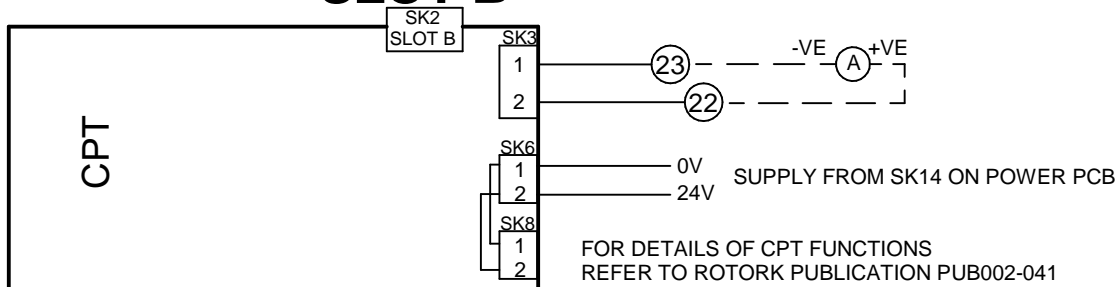 SK2
SLOT B
SK3
1
2
23
22
-VE
A
+VE
CPT
SK6
1
2
0V
24V
SUPPLY FROM SK14 ON POWER PCB
SK8
1
2
FOR DETAILS OF CPT FUNCTIONS
REFER TO ROTORK PUBLICATION PUB002-041